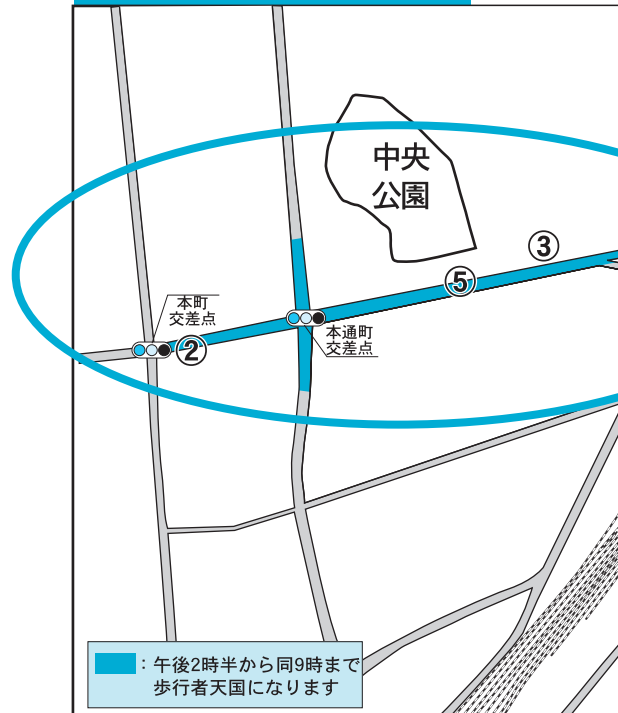 中央
公園
③
⑤
本町
交差点
本通町
交差点
②
：午後2時半から同9時まで
歩行者天国になります